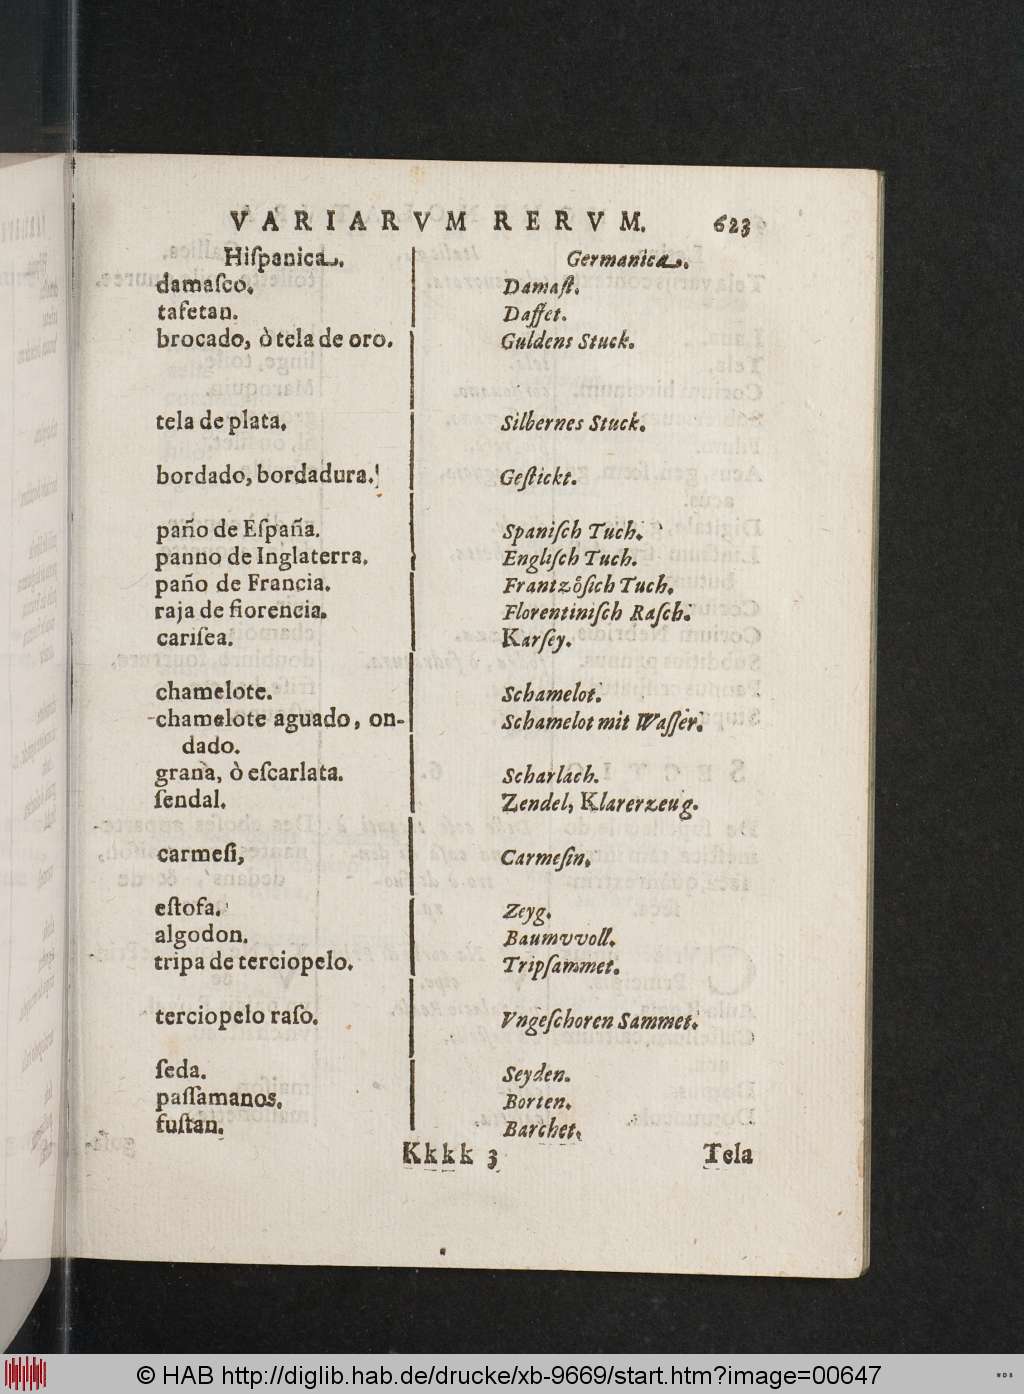 VARIARVM RERVM. 623
Hiſpanica. Germanica.
damaſco. Damaſt.
tafetan. Daffet.
brocado, ò tela de oro. Guldens Stuck.
tela de plata. Silbernes Stuck.
bordado, bordadura. Geſtickt.
paño de Eſpaña. Spaniſch Tuch.
panno de Inglaterra. Engliſch Tuch.
paño de Francia. Frantzoͤſich Tuch.
raja de fiorencia. Florentiniſch Raſch.
cariſea. Karſey.
chamelote. Schamelot.
chamelote aguado, on- Schamelot mit Waſſer.
dado.
grana, ò eſcarlata. Scharlach.
ſendal. Zendel, Klarerzeug.
carmeſi, Carmeſin.
eſtofa. Zeyg.
algodon. Baumvvoll.
tripa de terciopelo. Tripſammet.
terciopelo raſo. Vngeſchoren Sammet.
ſeda. Seyden.
paſſamanos. Borten.
fuſtan. Barchet.
Kkkk 3 Tela
© HAB http://diglib.hab.de/drucke/xb-9669/start.htm?image=00647